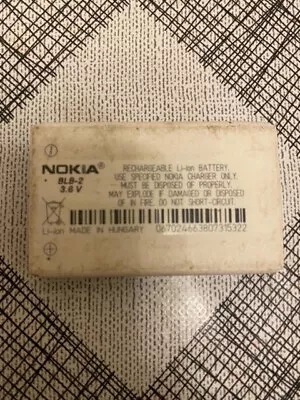 NOKIA®
BLB-2
3.6 V
RECHARGEABLE Li-ion BATTERY.
USE SPECIFIED NOKIA CHARGER ONLY.
MUST BE DISPOSED OF PROPERLY.
MAY EXPLODE IF DAMAGED OR DISPOSED
OF IN FIRE. DO NOT SHORT-CIRCUIT.
Li-ion MADE IN HUNGARY 067024663807315322